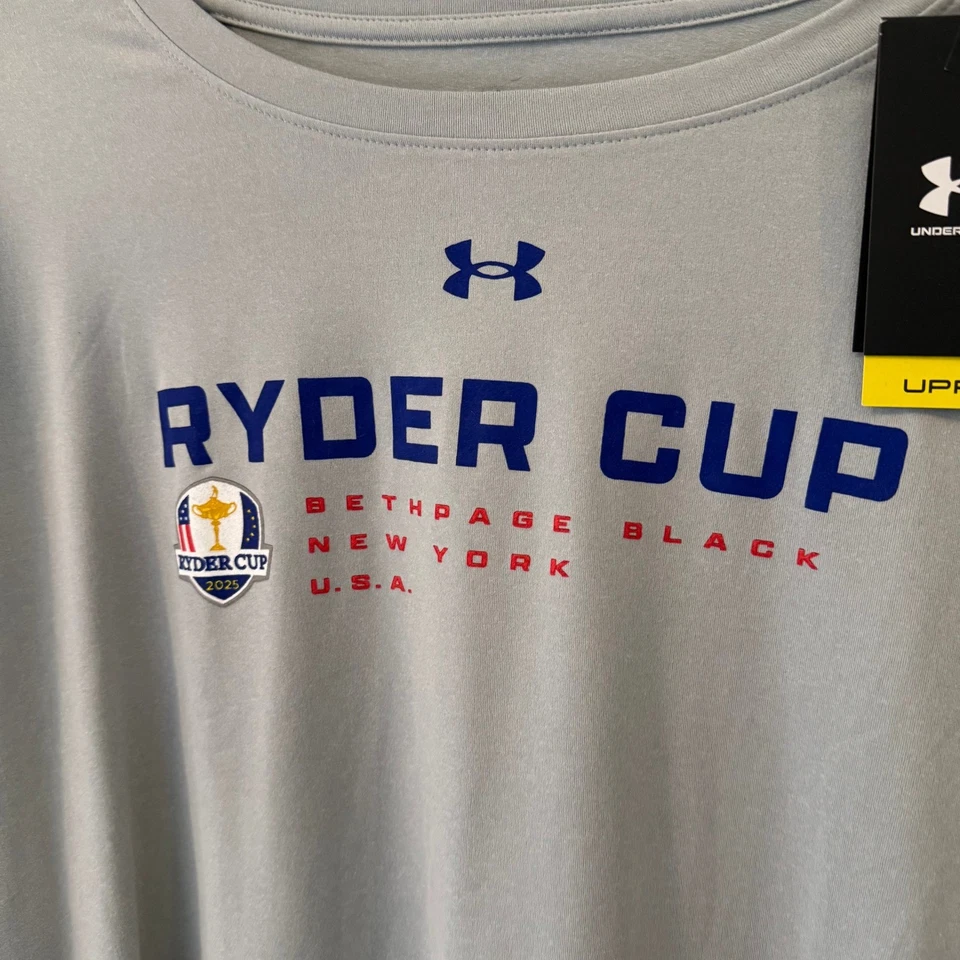 UNDER
UPF
RYDER CUP
BETHPAGE BLACK
NEW YORK
U.S.A.
RYDER CUP
2025